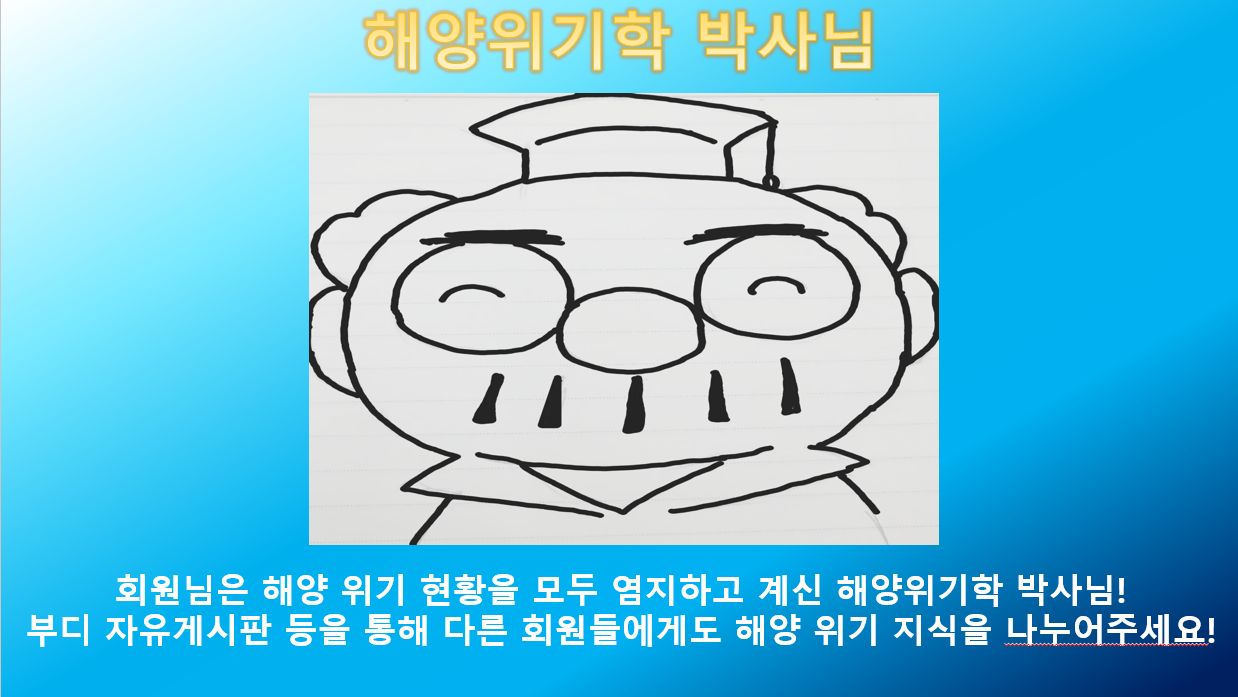 해양위기학 박사님
회원님은 해양 위기 현황을 모두 염지하고 계신 해양위기학 박사님!
부디 자유게시판 등을 통해 다른 회원들에게도 해양 위기 지식을 나누어주세요!